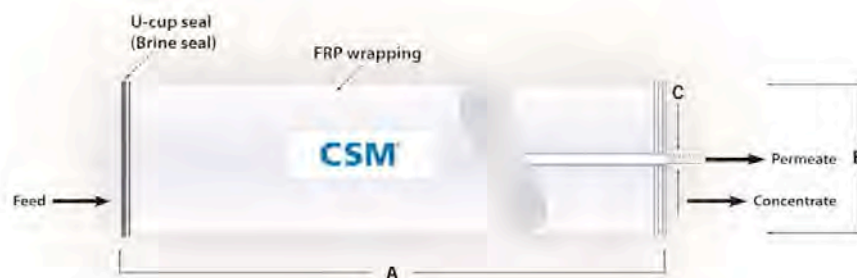 U-cup seal
(Brine seal)
FRP wrapping
C
CSM
Permeate
Feed
Concentrate
A